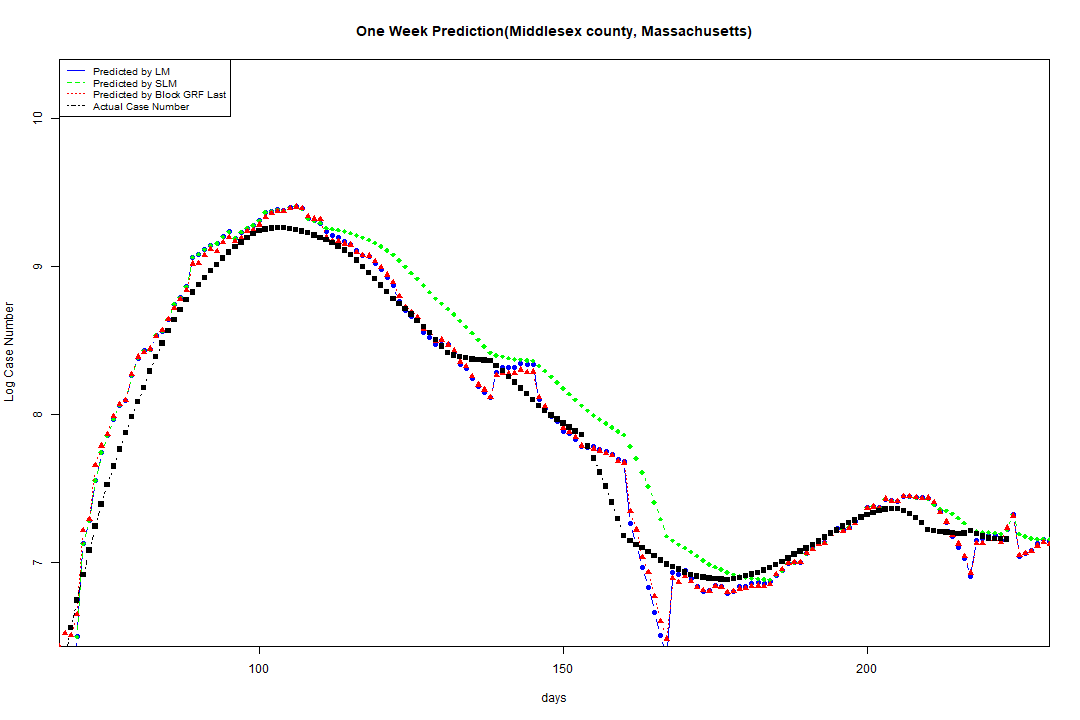 One Week Prediction(Middlesex county, Massachusetts)
Predicted by LM
Predicted by SLM
Predicted by Block GRF Last
Actual Case Number
Log Case Number
10
9
8
7
100 150 200
days